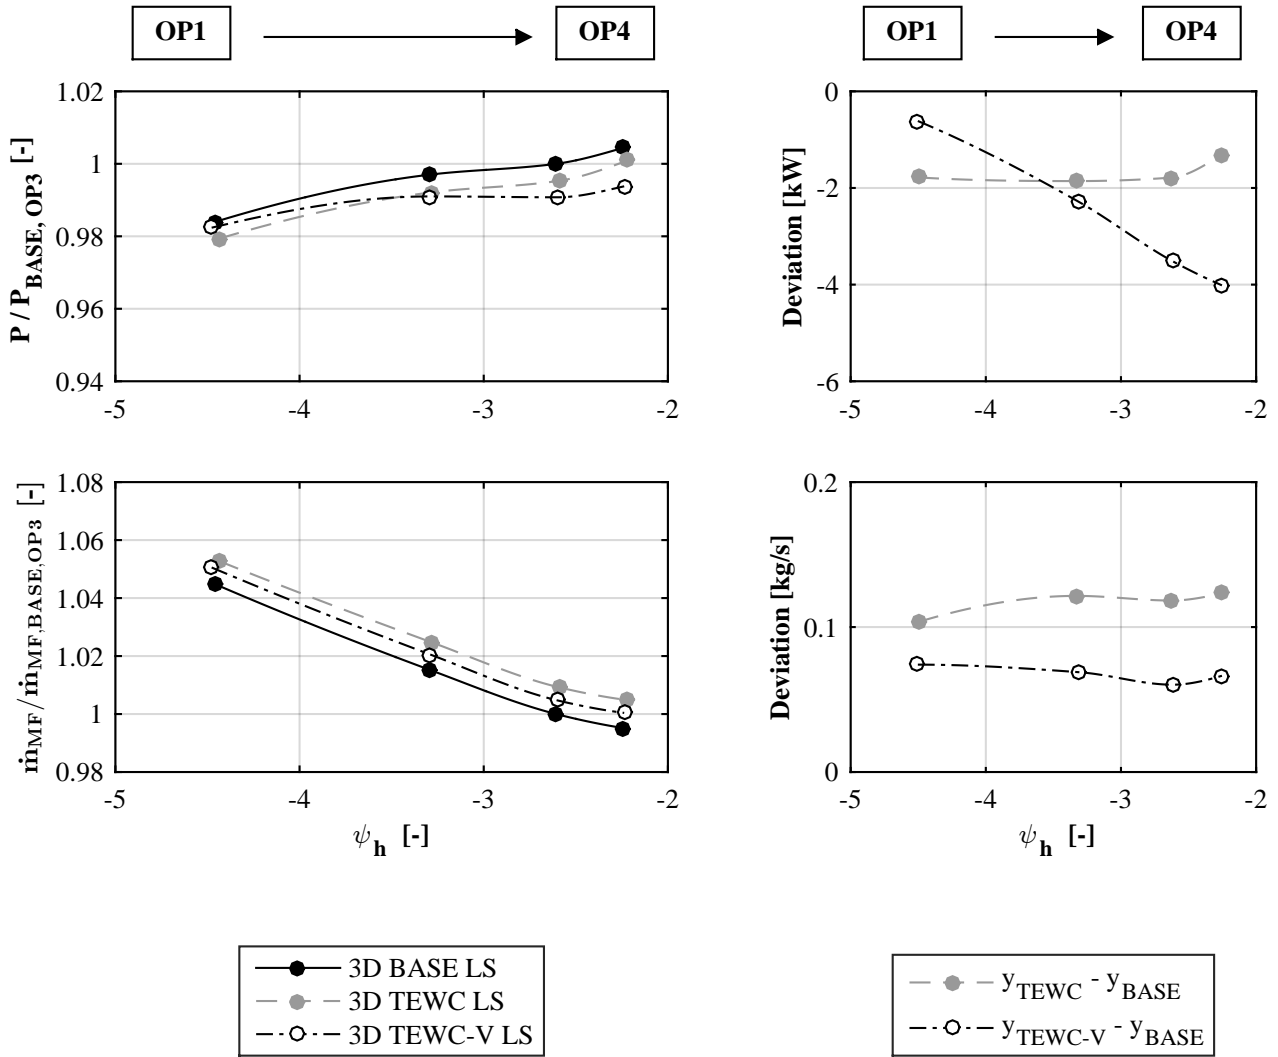 OP1
OP4
OP1
OP4
1.02
1
0.98
0.96
0.94
P / P_BASE, OP3 [-]
-5
-4
-3
-2
0
-2
-4
-6
Deviation [kW]
-5
-4
-3
-2
1.08
1.06
1.04
1.02
1
0.98
ṁ_MF/ṁ_MF,BASE,OP3 [-]
-5
-4
-3
-2
ψ_h [-]
0.2
0.1
0
Deviation [kg/s]
-5
-4
-3
-2
ψ_h [-]
3D BASE LS
3D TEWC LS
3D TEWC-V LS
y_TEWC - y_BASE
y_TEWC-V - y_BASE